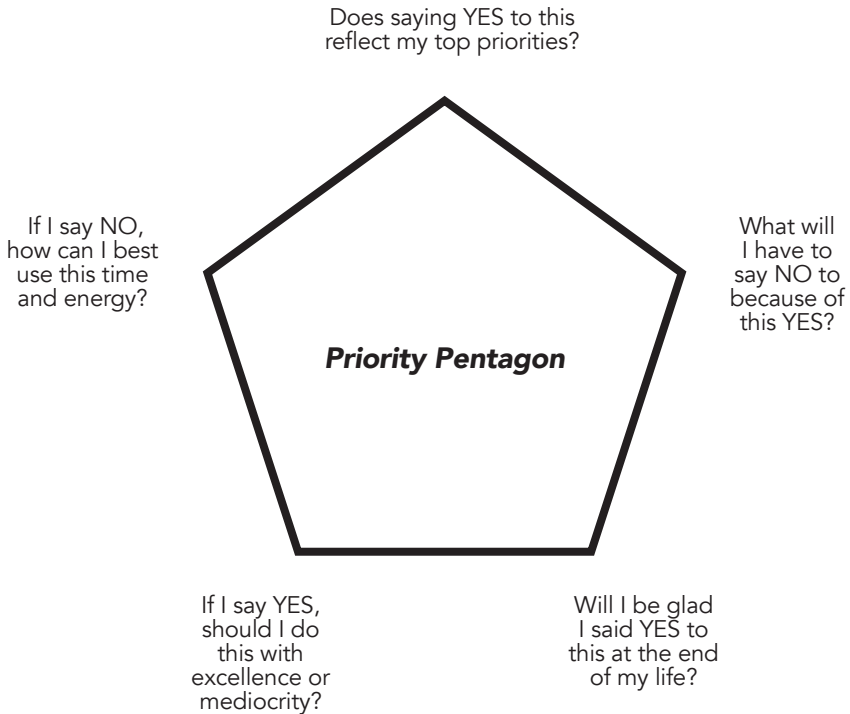 Does saying YES to this
reflect my top priorities?
If I say NO,
how can I best
use this time
and energy?
What will
I have to
say NO to
because of
this YES?
Priority Pentagon
If I say YES,
should I do
this with
excellence or
mediocrity?
Will I be glad
I said YES to
this at the end
of my life?